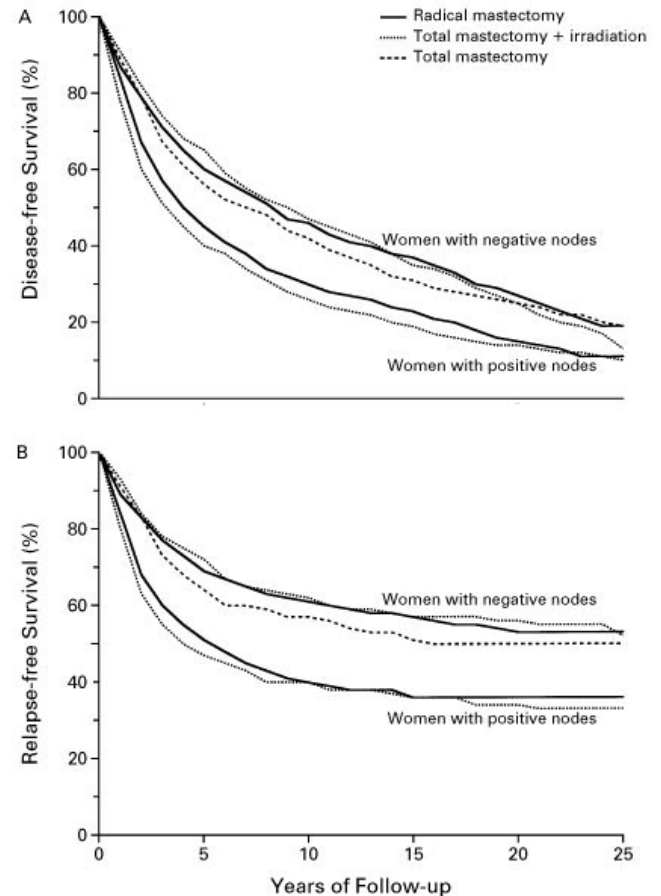 A
Radical mastectomy
Total mastectomy + irradiation
Total mastectomy
Disease-free Survival (%)
100
80
60
40
20
0
Women with negative nodes
Women with positive nodes
B
Relapse-free Survival (%)
100
80
60
40
20
0
Women with negative nodes
Women with positive nodes
0 5 10 15 20 25
Years of Follow-up